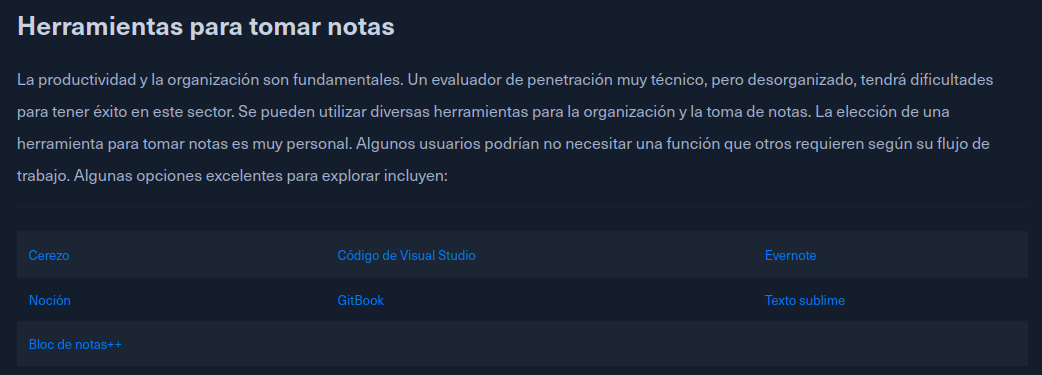 Herramientas para tomar notas
La productividad y la organización son fundamentales. Un evaluador de penetración muy técnico, pero desorganizado, tendrá dificultades
para tener éxito en este sector. Se pueden utilizar diversas herramientas para la organización y la toma de notas. La elección de una
herramienta para tomar notas es muy personal. Algunos usuarios podrían no necesitar una función que otros requieren según su flujo de
trabajo. Algunas opciones excelentes para explorar incluyen:
Cerezo Código de Visual Studio Evernote
Noción GitBook Texto sublime
Bloc de notas++